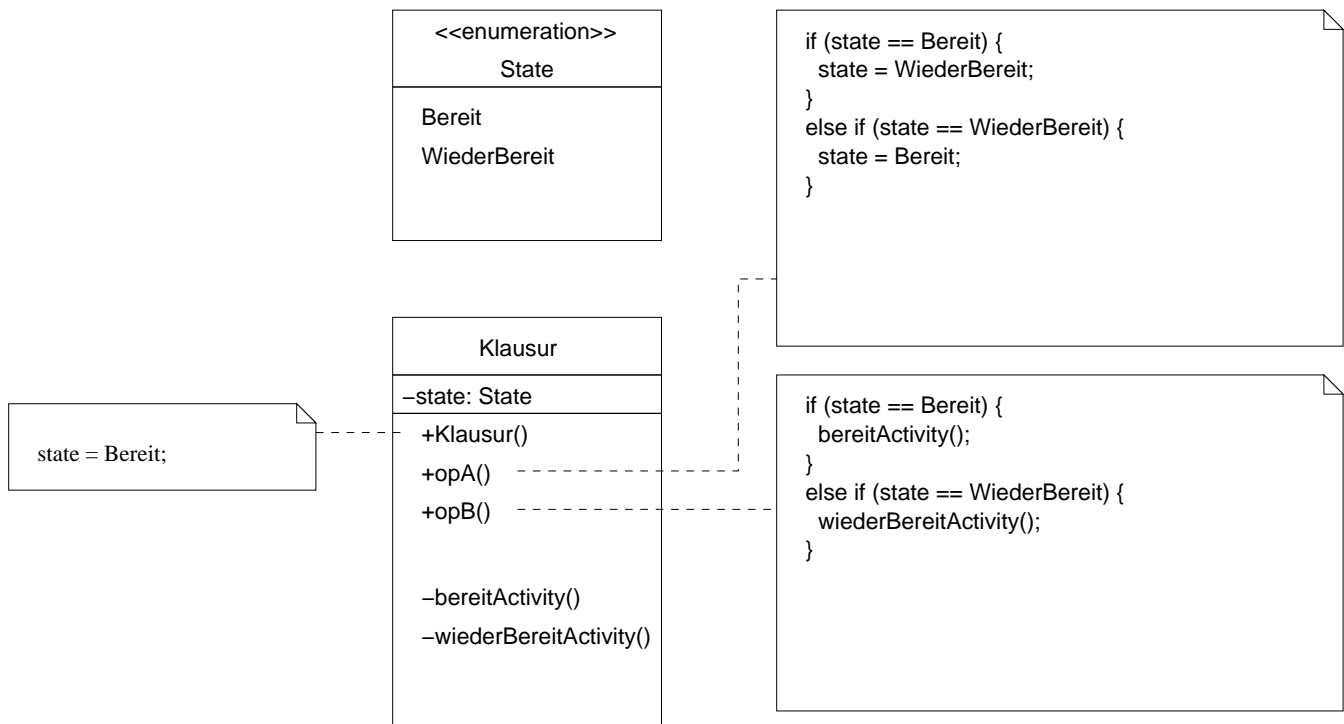 <<enumeration>>
State
Bereit
WiederBereit
if (state == Bereit) {
state = WiederBereit;
}
else if (state == WiederBereit) {
state = Bereit;
}
Klausur
−state: State
+Klausur()
+opA()
+opB()
−bereitActivity()
−wiederBereitActivity()
state = Bereit;
if (state == Bereit) {
bereitActivity();
}
else if (state == WiederBereit) {
wiederBereitActivity();
}